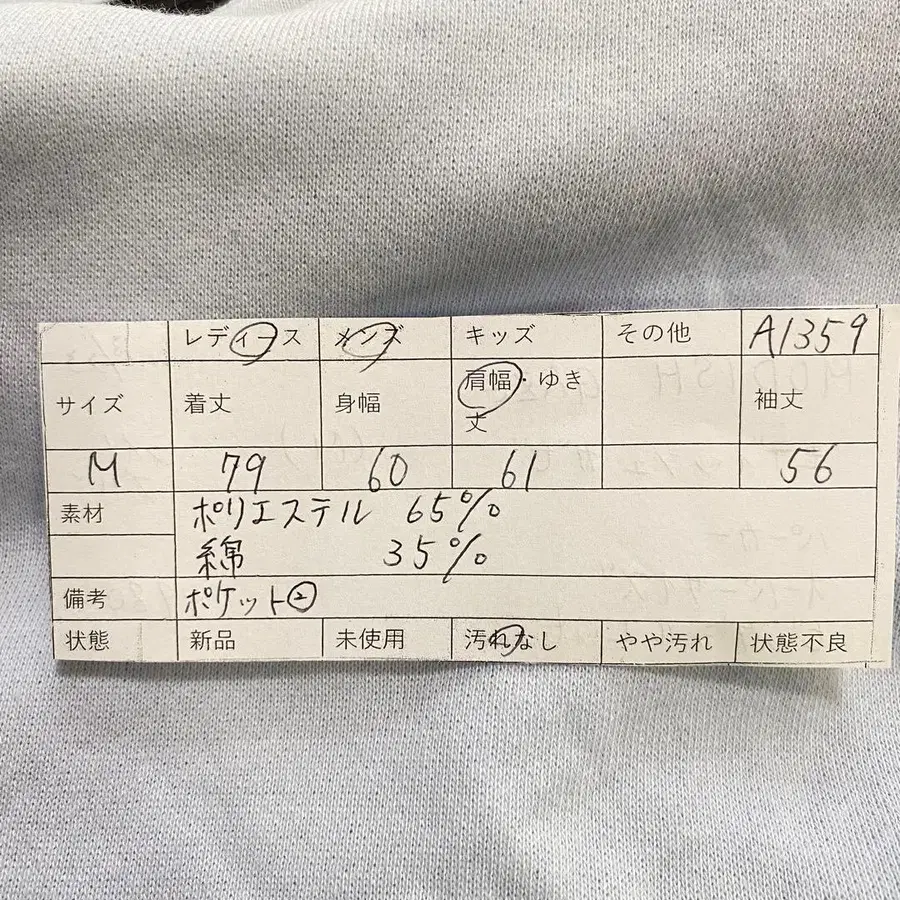 レディース メンズ キッズ その他 A1359
サイズ 着丈 身幅 肩幅・ゆき丈 袖丈
M 79 60 61 56
素材 ポリエステル 65%
綿 35%
備考 ポケット②
状態 新品 未使用 汚れなし やや汚れ 状態不良